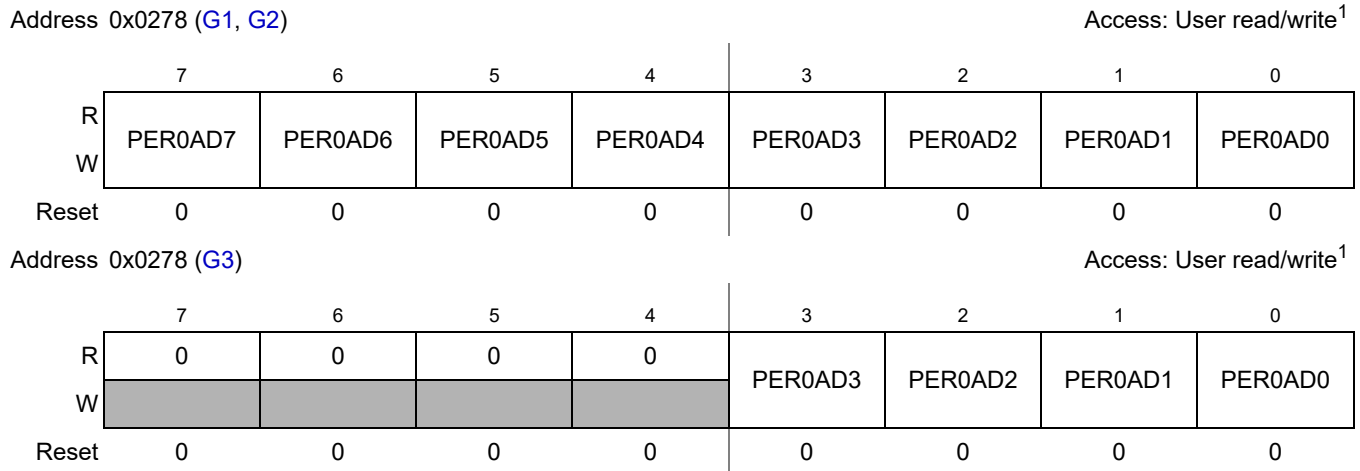 Address 0x0278 (G1, G2) Access: User read/write1
7 6 5 4 3 2 1 0
R
PER0AD7 PER0AD6 PER0AD5 PER0AD4 PER0AD3 PER0AD2 PER0AD1 PER0AD0
W
Reset 0 0 0 0 0 0 0 0
Address 0x0278 (G3) Access: User read/write1
7 6 5 4 3 2 1 0
R 0 0 0 0
PER0AD3 PER0AD2 PER0AD1 PER0AD0
W
Reset 0 0 0 0 0 0 0 0